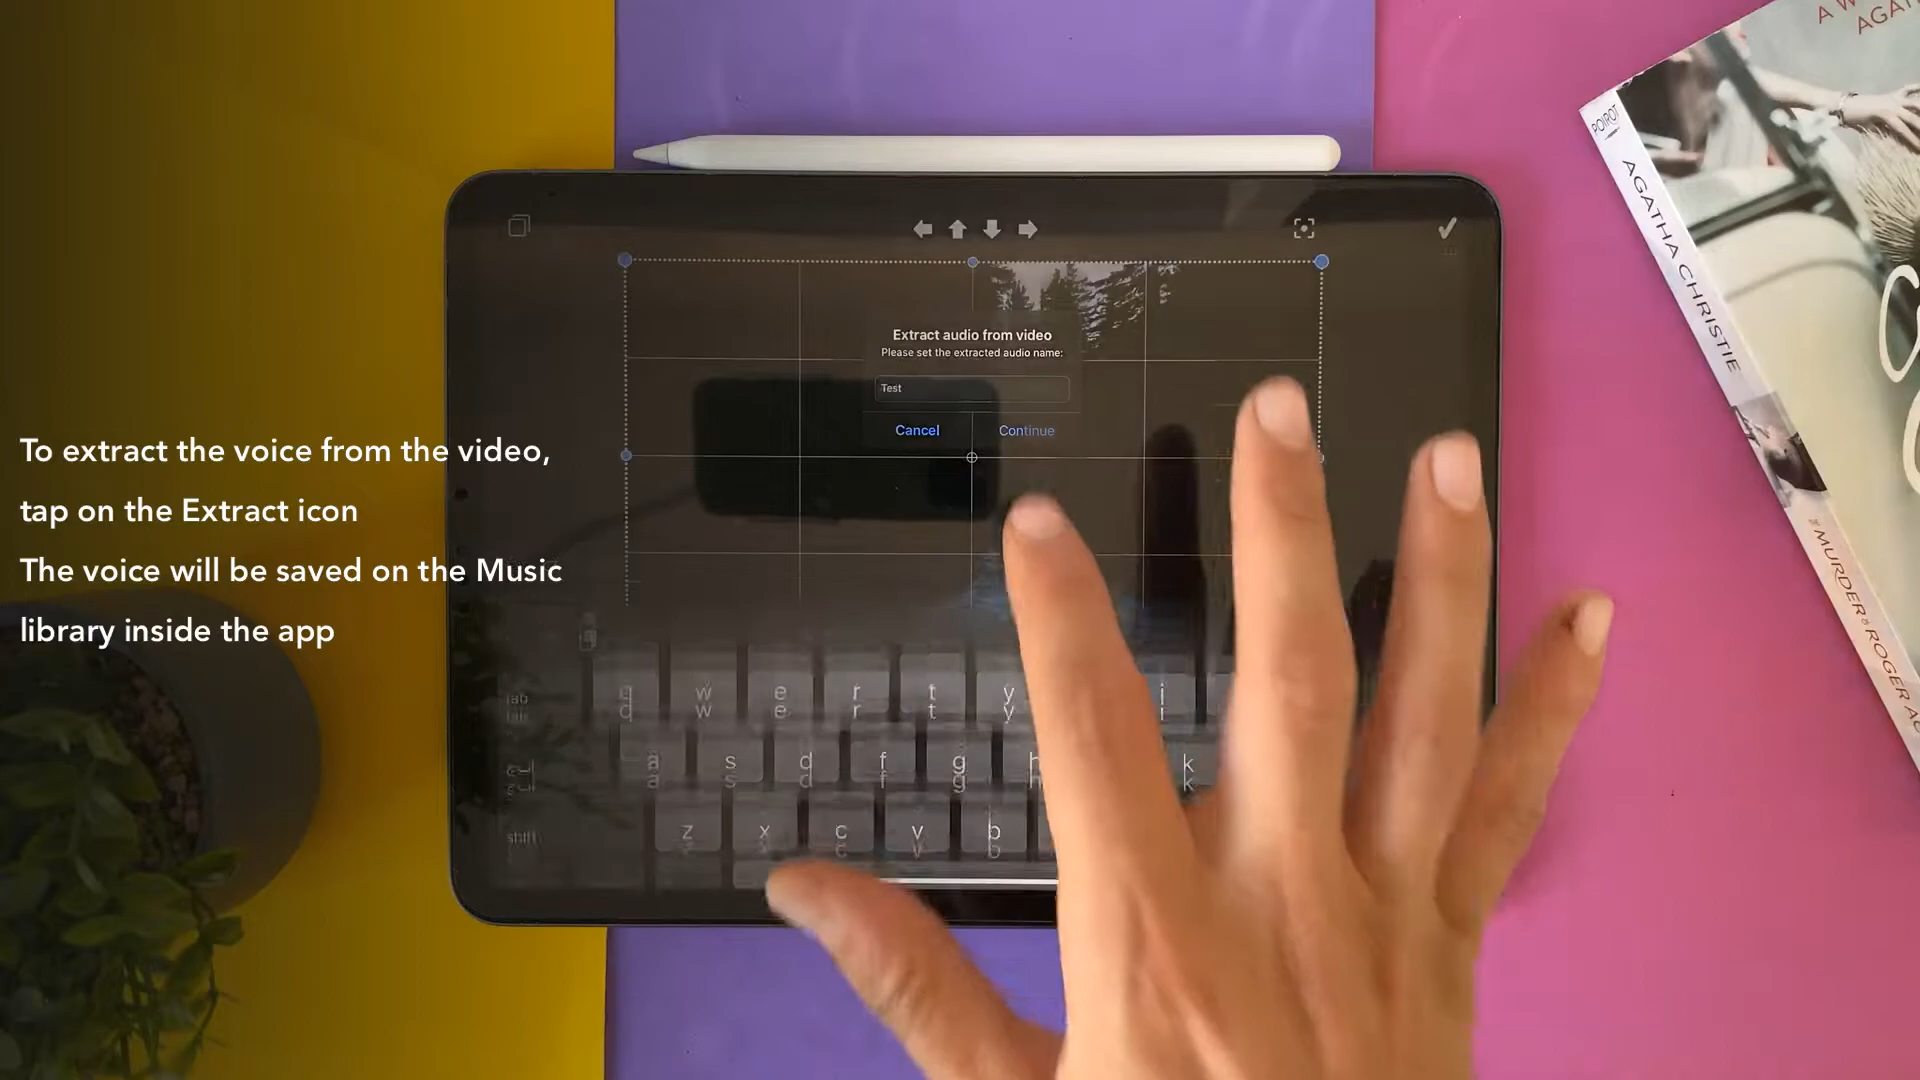 To extract the voice from the video,
tap on the Extract icon
The voice will be saved on the Music
library inside the app
Extract audio from video
Please set the extracted audio name:
Test
Cancel
Continue
q w e r t y i
a s d f g h k
shift z x c v b
POIROT
AGATHA CHRISTIE
MURDER
ROGER